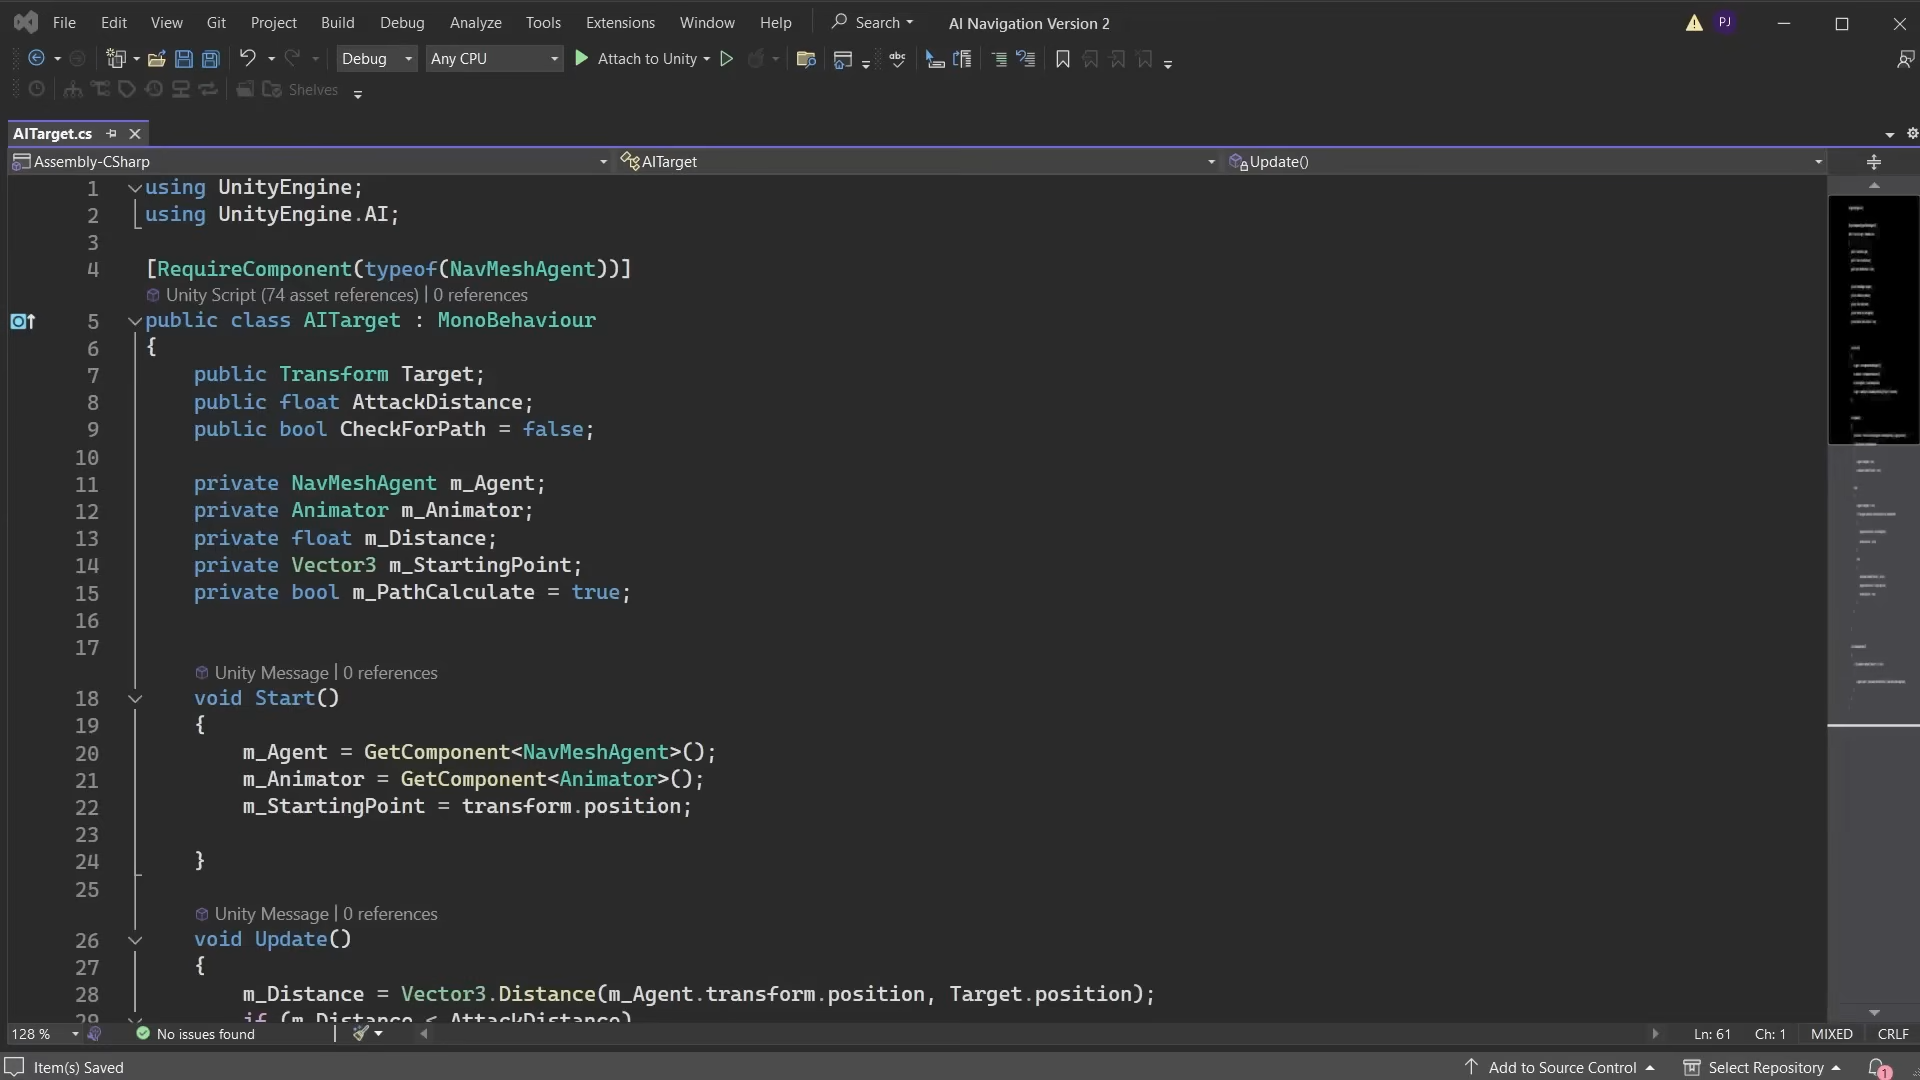 File Edit View Git Project Build Debug Analyze Tools Extensions Window Help Search AI Navigation Version 2 PJ
Debug Any CPU Attach to Unity abc
Shelves
AITarget.cs
Assembly-CSharp AITarget Update()
1 using UnityEngine;
2 using UnityEngine.AI;
3
4 [RequireComponent(typeof(NavMeshAgent))]
Unity Script (74 asset references) | 0 references
5 public class AITarget : MonoBehaviour
6 {
7 public Transform Target;
8 public float AttackDistance;
9 public bool CheckForPath = false;
10
11 private NavMeshAgent m_Agent;
12 private Animator m_Animator;
13 private float m_Distance;
14 private Vector3 m_StartingPoint;
15 private bool m_PathCalculate = true;
16
17
Unity Message | 0 references
18 void Start()
19 {
20 m_Agent = GetComponent<NavMeshAgent>();
21 m_Animator = GetComponent<Animator>();
22 m_StartingPoint = transform.position;
23
24 }
25
Unity Message | 0 references
26 void Update()
27 {
28 m_Distance = Vector3.Distance(m_Agent.transform.position, Target.position);
29 if (m_Distance < AttackDistance)
128 % No issues found Ln: 61 Ch: 1 MIXED CRLF
Item(s) Saved Add to Source Control Select Repository 1